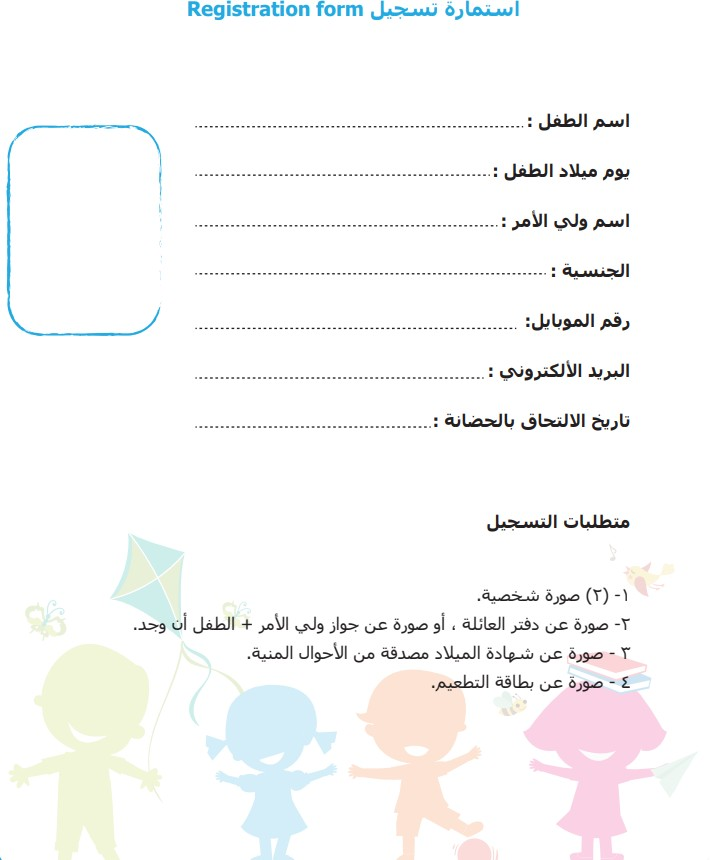 استمارة تسجيل Registration form
اسم الطفل :
يوم ميلاد الطفل :
اسم ولي الأمر :
الجنسية :
رقم الموبايل:
البريد الألكتروني :
تاريخ الالتحاق بالحضانة :
متطلبات التسجيل
١- (٢) صورة شخصية.
٢- صورة عن دفتر العائلة ، أو صورة عن جواز ولي الأمر + الطفل أن وجد.
٣ - صورة عن شهادة الميلاد مصدقة من الأحوال المنية.
٤ - صورة عن بطاقة التطعيم.